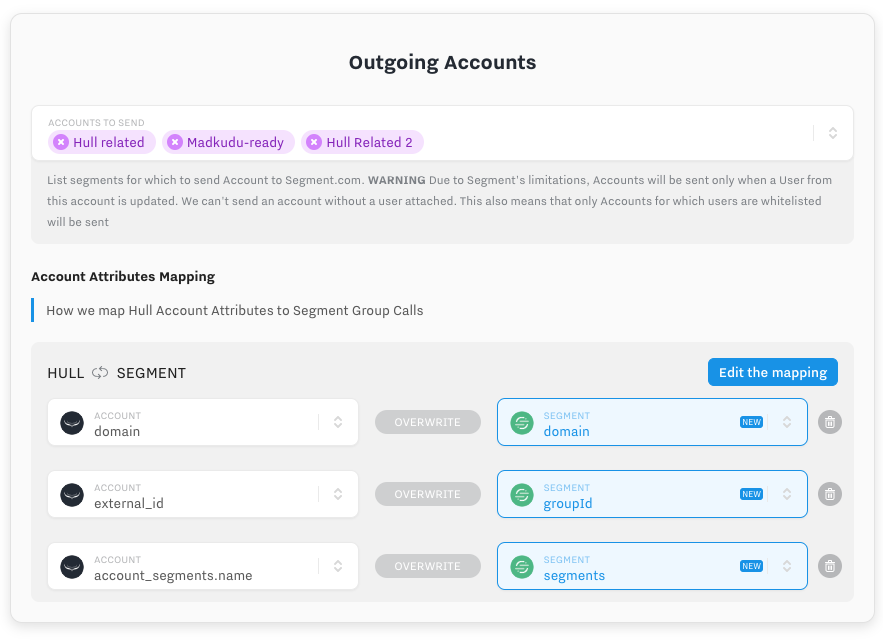 Outgoing Accounts
ACCOUNTS TO SEND
Hull related Madkudu-ready Hull Related 2
List segments for which to send Account to Segment.com. WARNING Due to Segment's limitations, Accounts will be sent only when a User from
this account is updated. We can't send an account without a user attached. This also means that only Accounts for which users are whitelisted
will be sent
Account Attributes Mapping
How we map Hull Account Attributes to Segment Group Calls
HULL SEGMENT Edit the mapping
ACCOUNT
domain
OVERWRITE
SEGMENT
domain
NEW
ACCOUNT
external_id
OVERWRITE
SEGMENT
groupId
NEW
ACCOUNT
account_segments.name
OVERWRITE
SEGMENT
segments
NEW